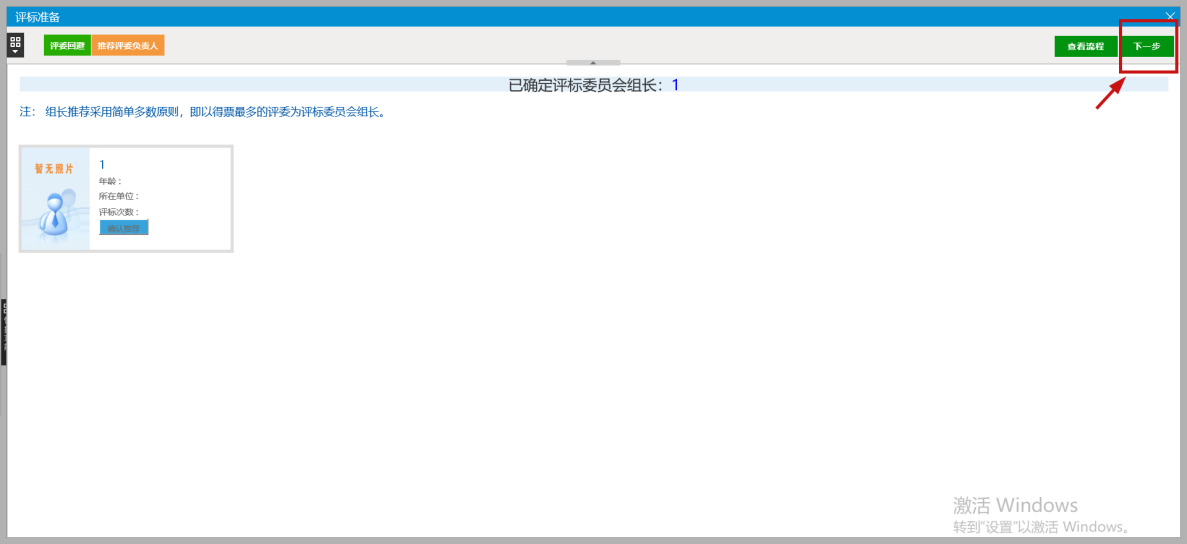 评标准备
评委回避 推荐评委负责人 查看流程 下一步
已确定评标委员会组长：1
注： 组长推荐采用简单多数原则，即以得票最多的评委为评标委员会组长。
暂无照片
1
年龄：
所在单位：
评标次数：
激活 Windows
转到"设置"以激活 Windows。